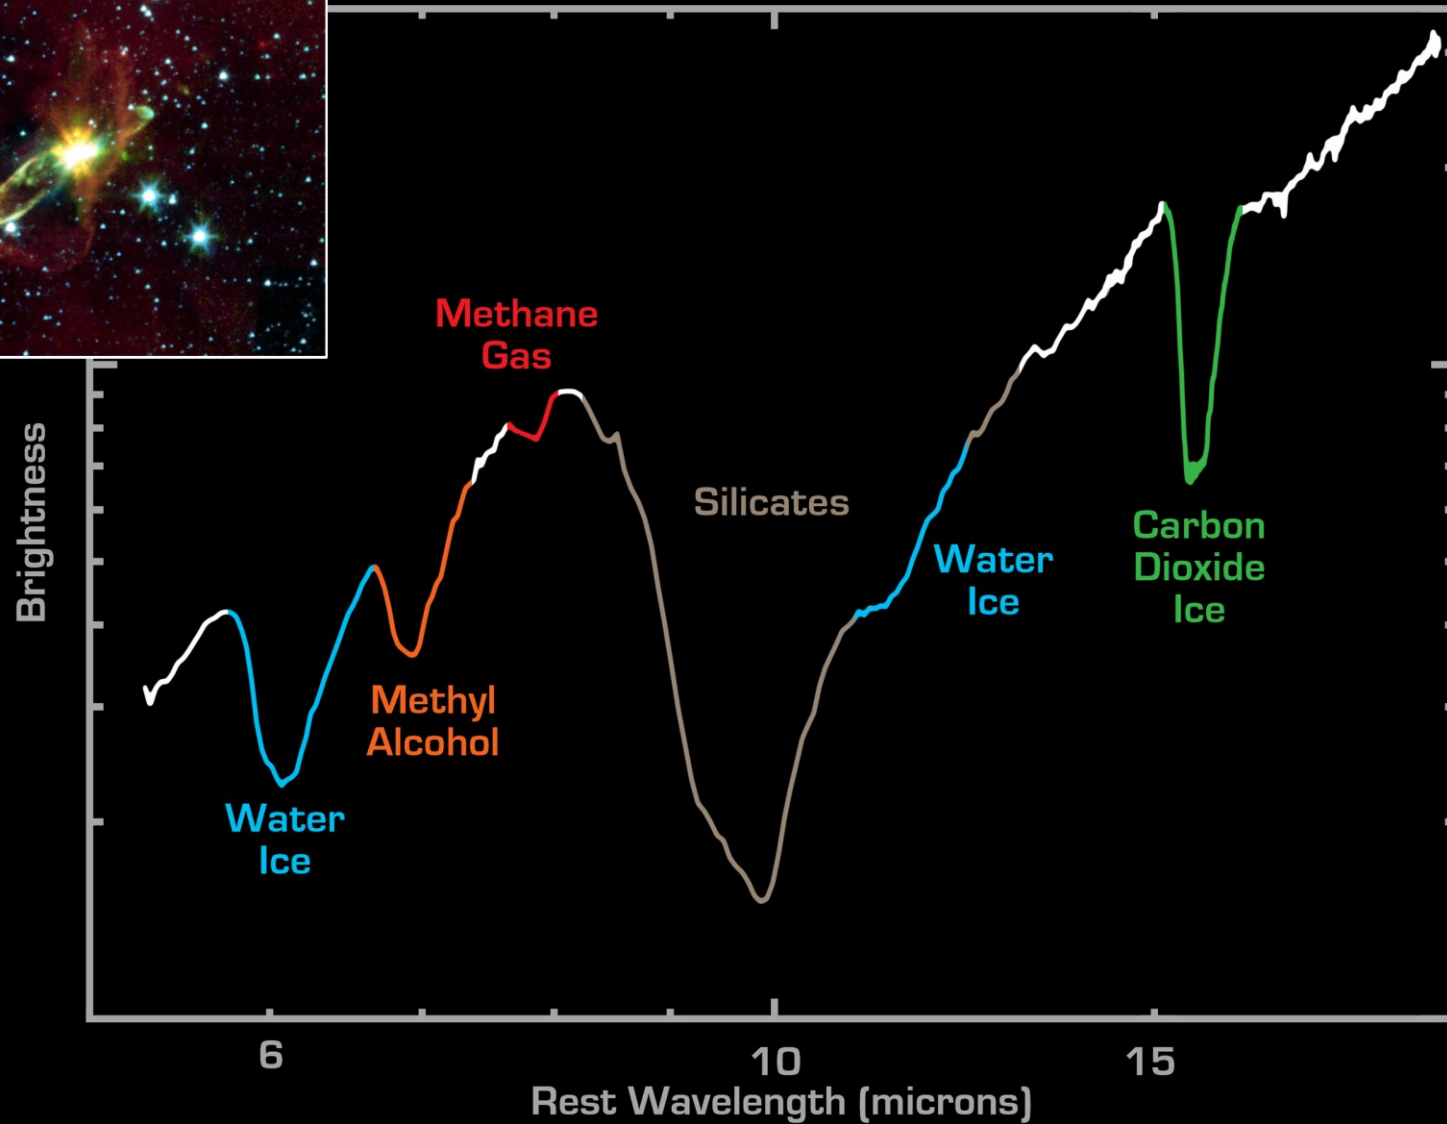 Methane
Gas
Silicates
Water
Ice
Carbon
Dioxide
Ice
Methyl
Alcohol
Water
Ice
Brightness
6
10
15
Rest Wavelength (microns)